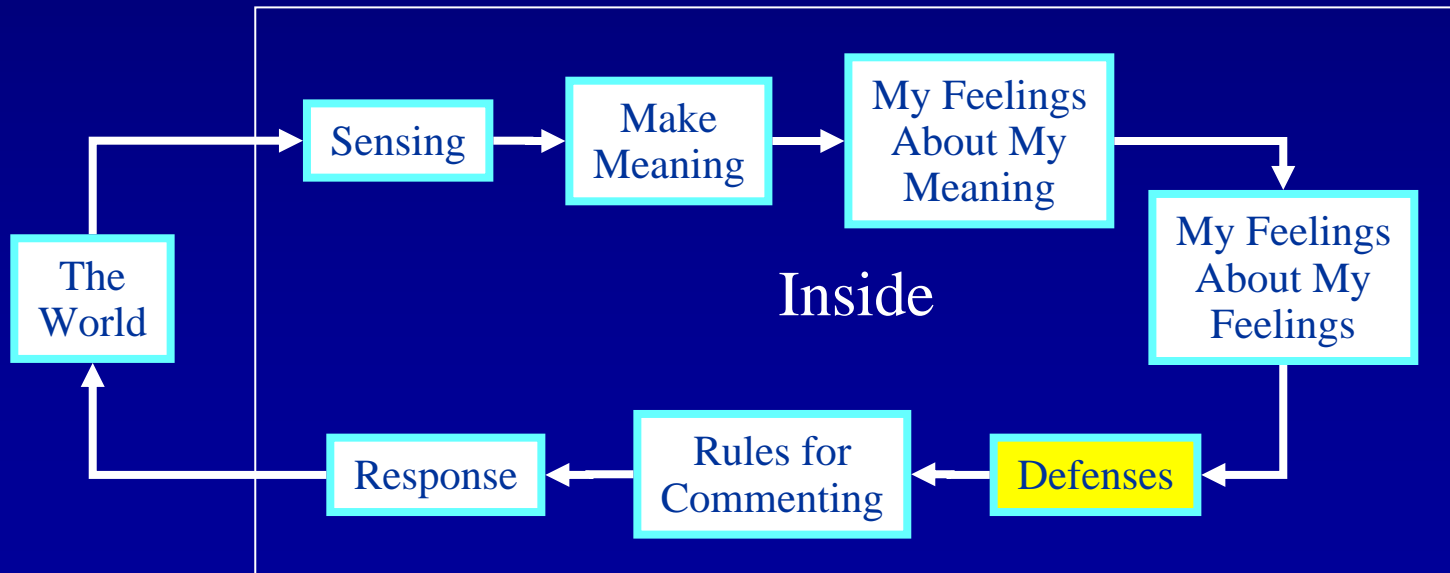 Sensing
Make
Meaning
My Feelings
About My
Meaning
My Feelings
About My
Feelings
The
World
Inside
Response
Rules for
Commenting
Defenses